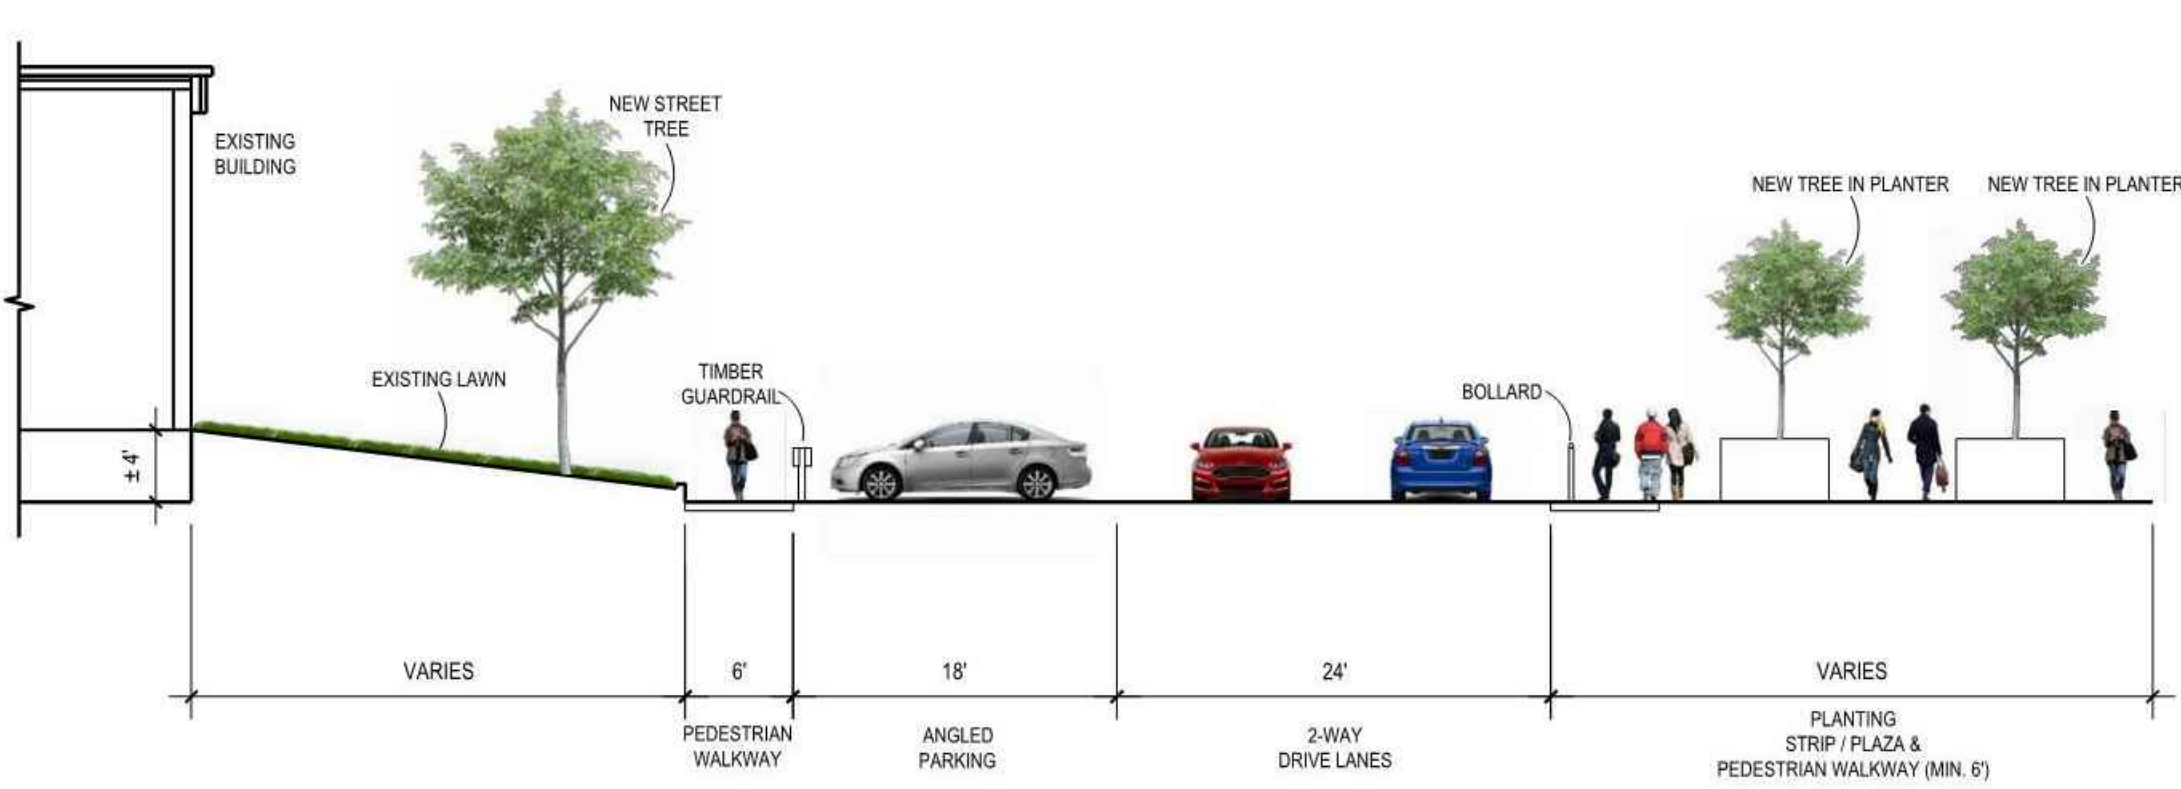 NEW STREET
TREE
EXISTING
BUILDING
NEW TREE IN PLANTER
NEW TREE IN PLANTER
EXISTING LAWN
TIMBER
GUARDRAIL
BOLLARD
± 4'
VARIES
6'
18'
24'
VARIES
PEDESTRIAN
WALKWAY
ANGLED
PARKING
2-WAY
DRIVE LANES
PLANTING
STRIP / PLAZA &
PEDESTRIAN WALKWAY (MIN. 6')